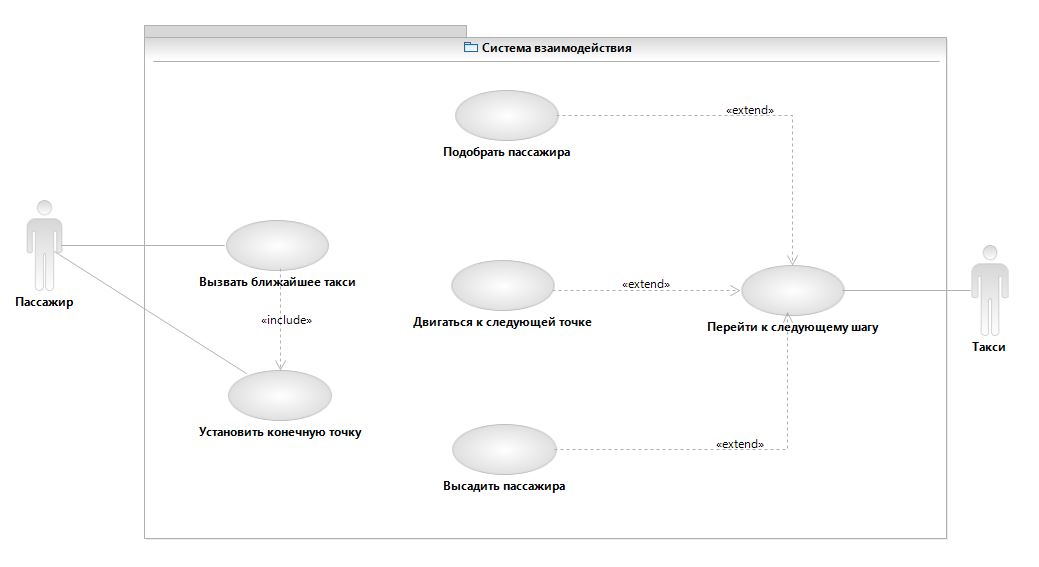 Система взаимодействия
«extend»
Подобрать пассажира
Вызвать ближайшее такси
«extend»
Пассажир
«include»
Двигаться к следующей точке
Перейти к следующему шагу
Такси
Установить конечную точку
«extend»
Высадить пассажира